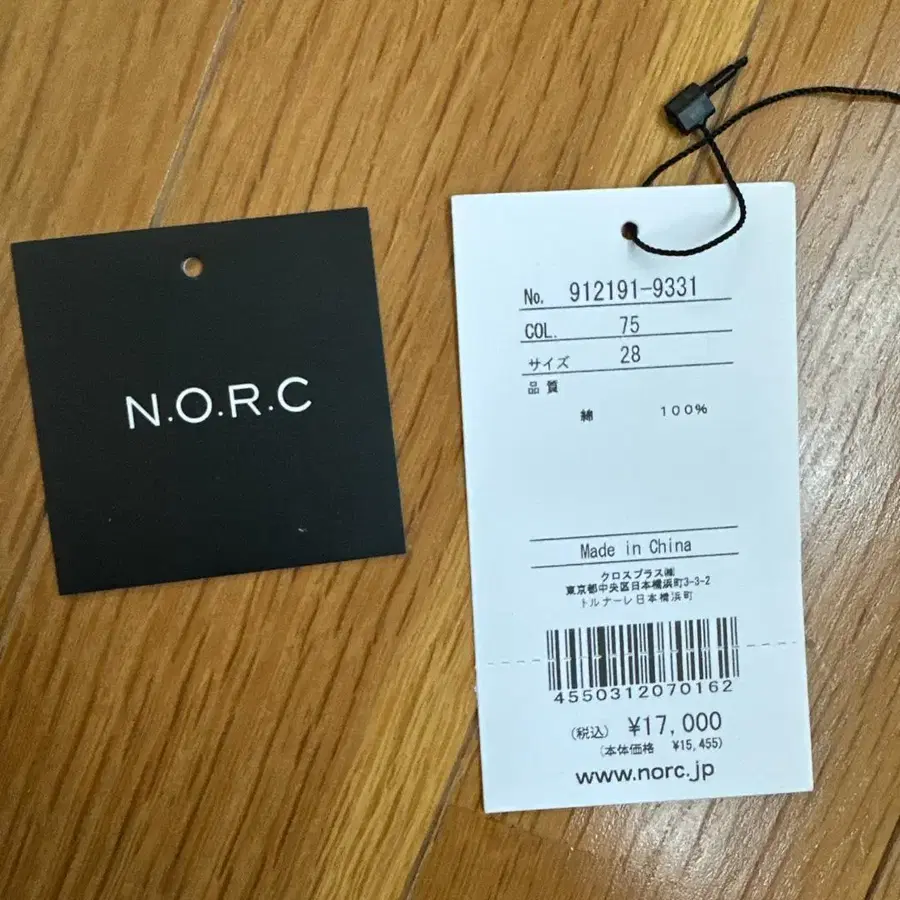 N.O.R.C
No. 912191-9331
COL. 75
サイズ 28
品質
綿 100%
Made in China
クロスプラス㈱
東京都中央区日本橋浜町3-3-2
トルナーレ日本橋浜町
4550312070162
(税込) ¥17,000
(本体価格 ¥15,455)
www.norc.jp